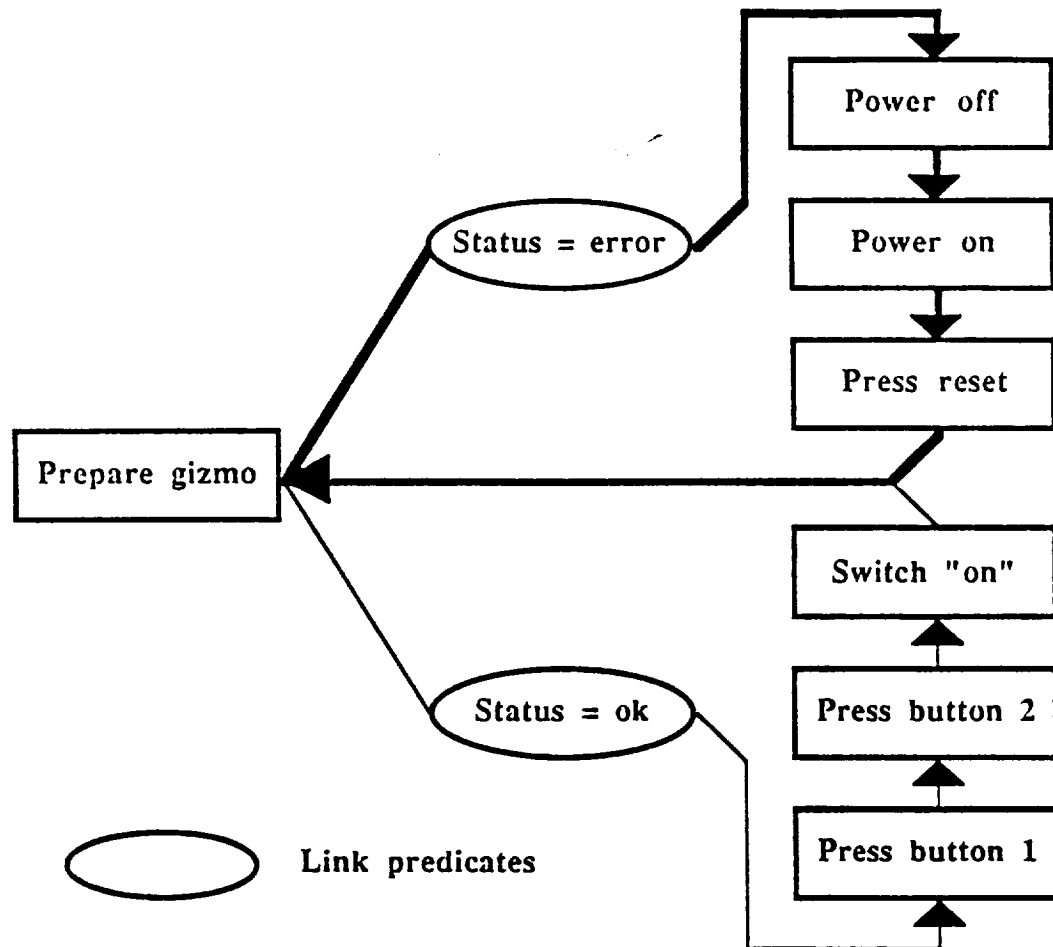 Power off
Status = error
Power on
Press reset
Prepare gizmo
Switch "on"
Status = ok
Press button 2
Press button 1
Link predicates